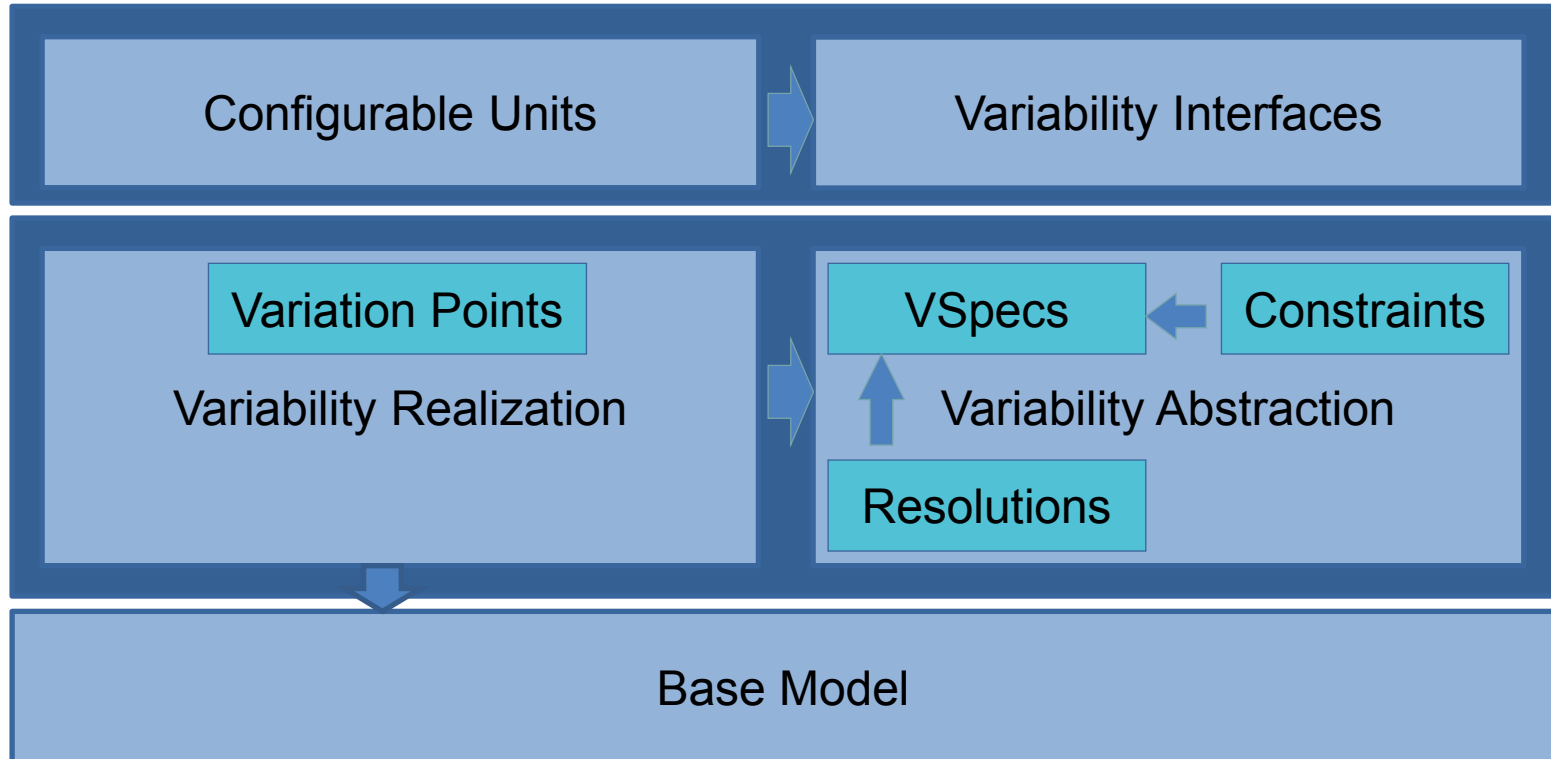 Configurable Units
Variability Interfaces
Variation Points
Variability Realization
VSpecs
Constraints
Variability Abstraction
Resolutions
Base Model